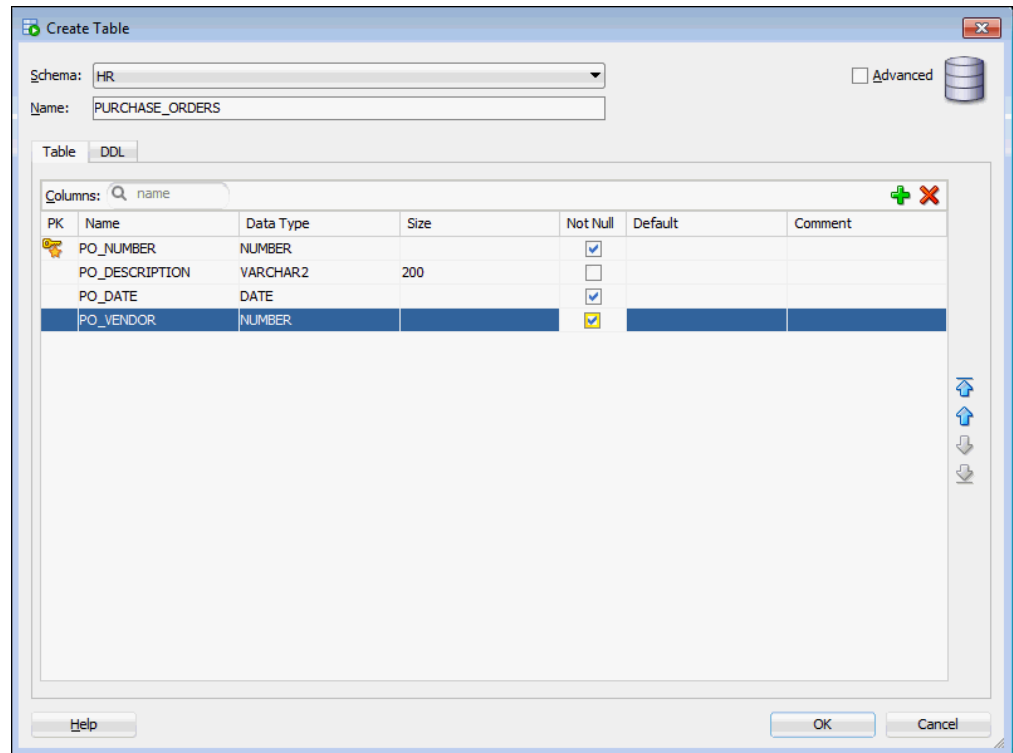 Create Table
Schema: HR
Advanced
Name: PURCHASE_ORDERS
Table DDL
Columns: name
PK Name Data Type Size Not Null Default Comment
PO_NUMBER NUMBER
PO_DESCRIPTION VARCHAR2 200
PO_DATE DATE
PO_VENDOR NUMBER
Help OK Cancel